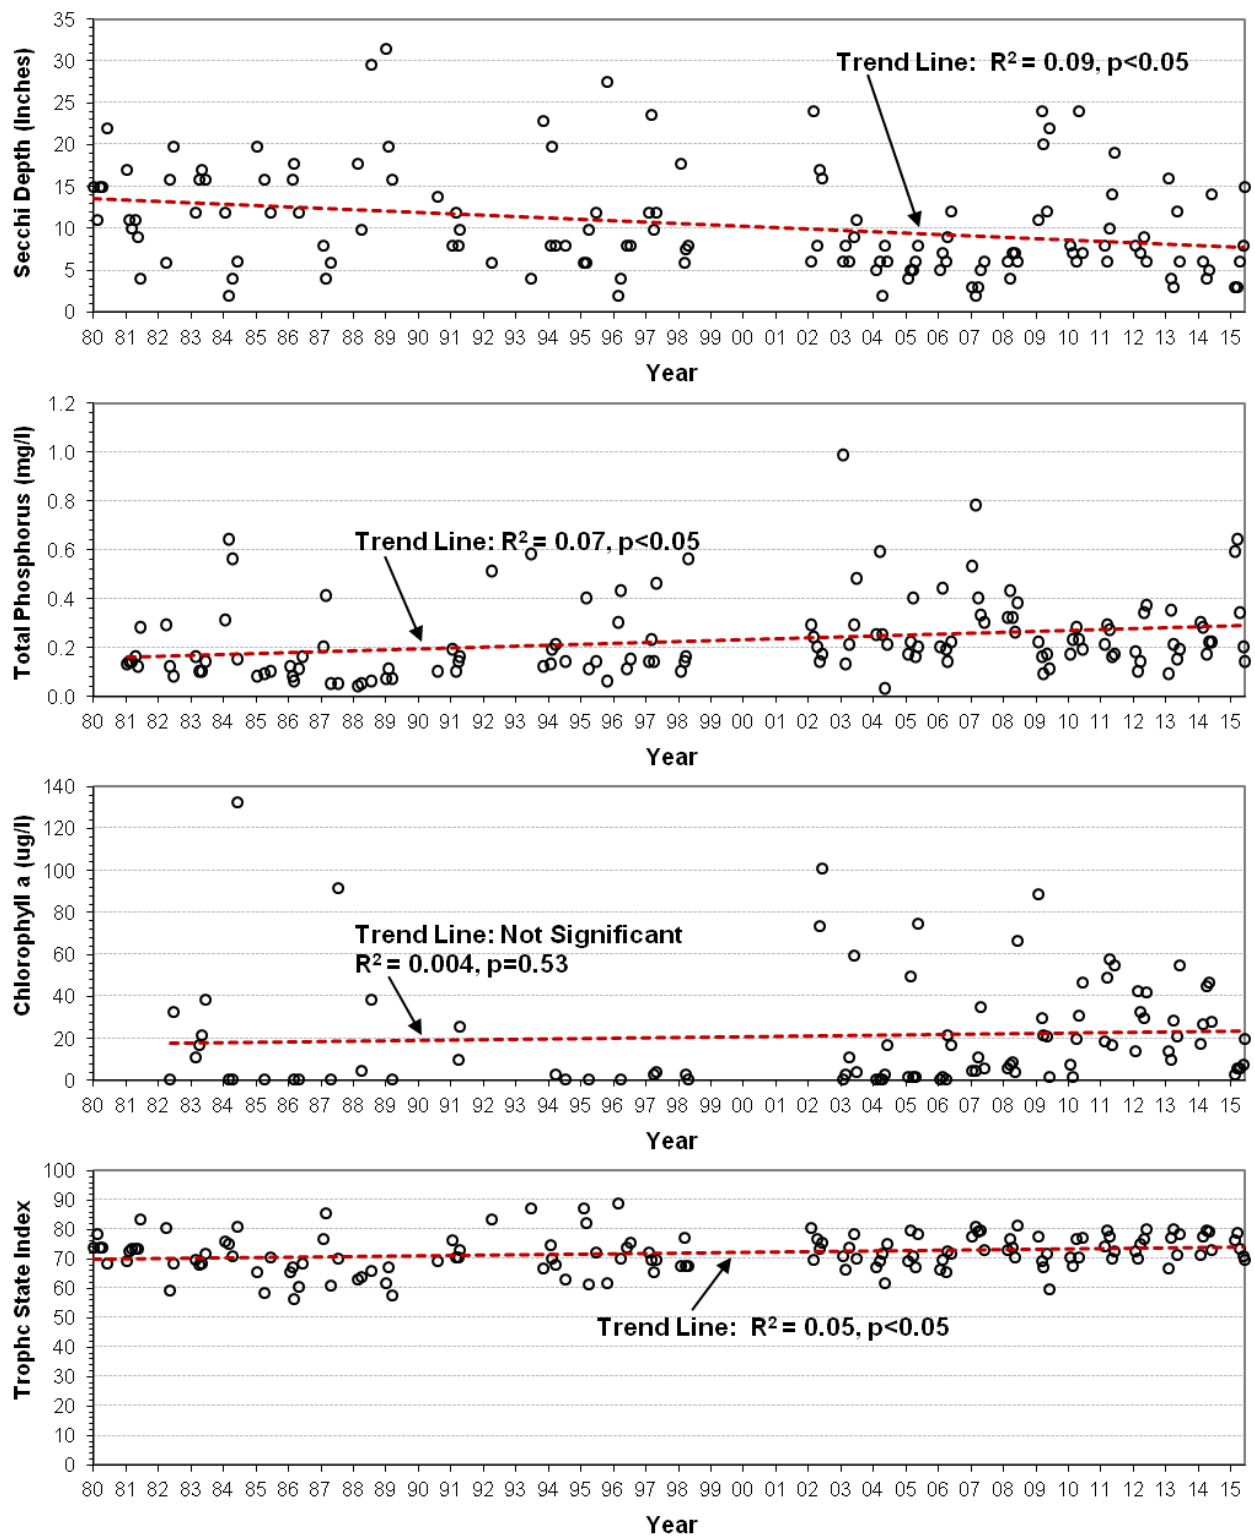 Secchi Depth (Inches)
35
30
25
20
15
10
5
0
Trend Line: R² = 0.09, p<0.05
80 81 82 83 84 85 86 87 88 89 90 91 92 93 94 95 96 97 98 99 00 01 02 03 04 05 06 07 08 09 10 11 12 13 14 15
Year
Total Phosphorus (mg/l)
1.2
1.0
0.8
0.6
0.4
0.2
0.0
Trend Line: R² = 0.07, p<0.05
80 81 82 83 84 85 86 87 88 89 90 91 92 93 94 95 96 97 98 99 00 01 02 03 04 05 06 07 08 09 10 11 12 13 14 15
Year
Chlorophyll a (ug/l)
140
120
100
80
60
40
20
0
Trend Line: Not Significant
R² = 0.004, p=0.53
80 81 82 83 84 85 86 87 88 89 90 91 92 93 94 95 96 97 98 99 00 01 02 03 04 05 06 07 08 09 10 11 12 13 14 15
Year
Trophc State Index
100
90
80
70
60
50
40
30
20
10
0
Trend Line: R² = 0.05, p<0.05
80 81 82 83 84 85 86 87 88 89 90 91 92 93 94 95 96 97 98 99 00 01 02 03 04 05 06 07 08 09 10 11 12 13 14 15
Year